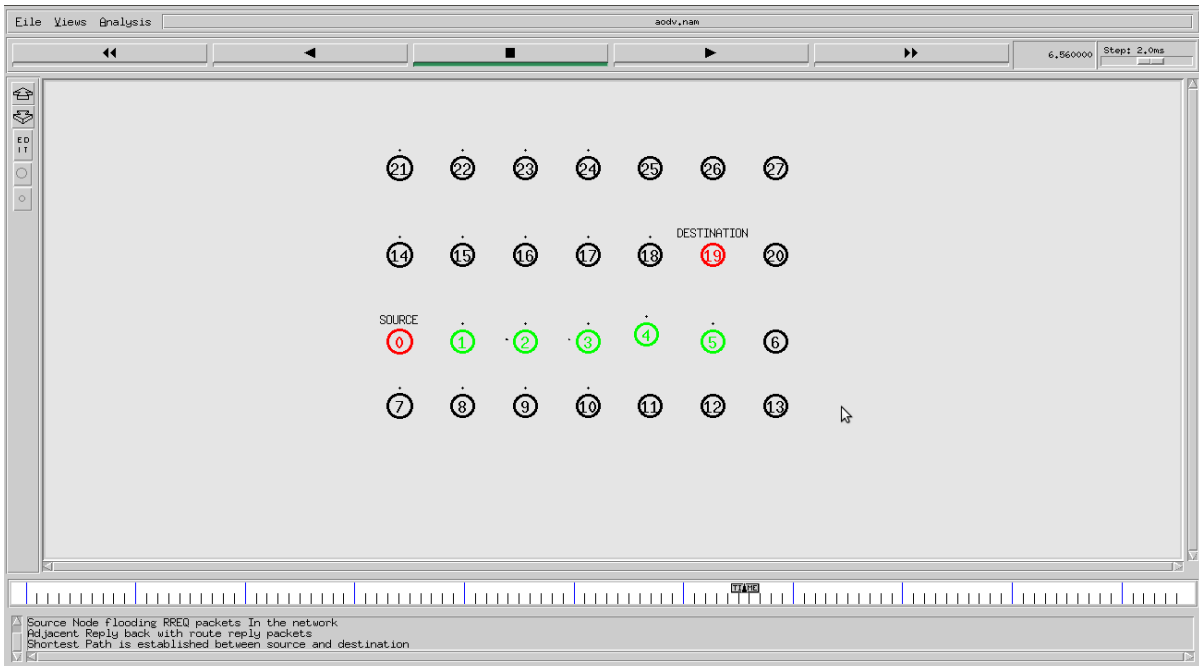 Eile Views Analysis aodv.nam
6.560000 Step: 2.0ms
ED
IT
21 22 23 24 25 26 27
DESTINATION
14 15 16 17 18 19 20
SOURCE
0 1 2 3 4 5 6
7 8 9 10 11 12 13
TIME
Source Node flooding RREQ packets In the network
Adjacent Reply back with route reply packets
Shortest Path is established between source and destination